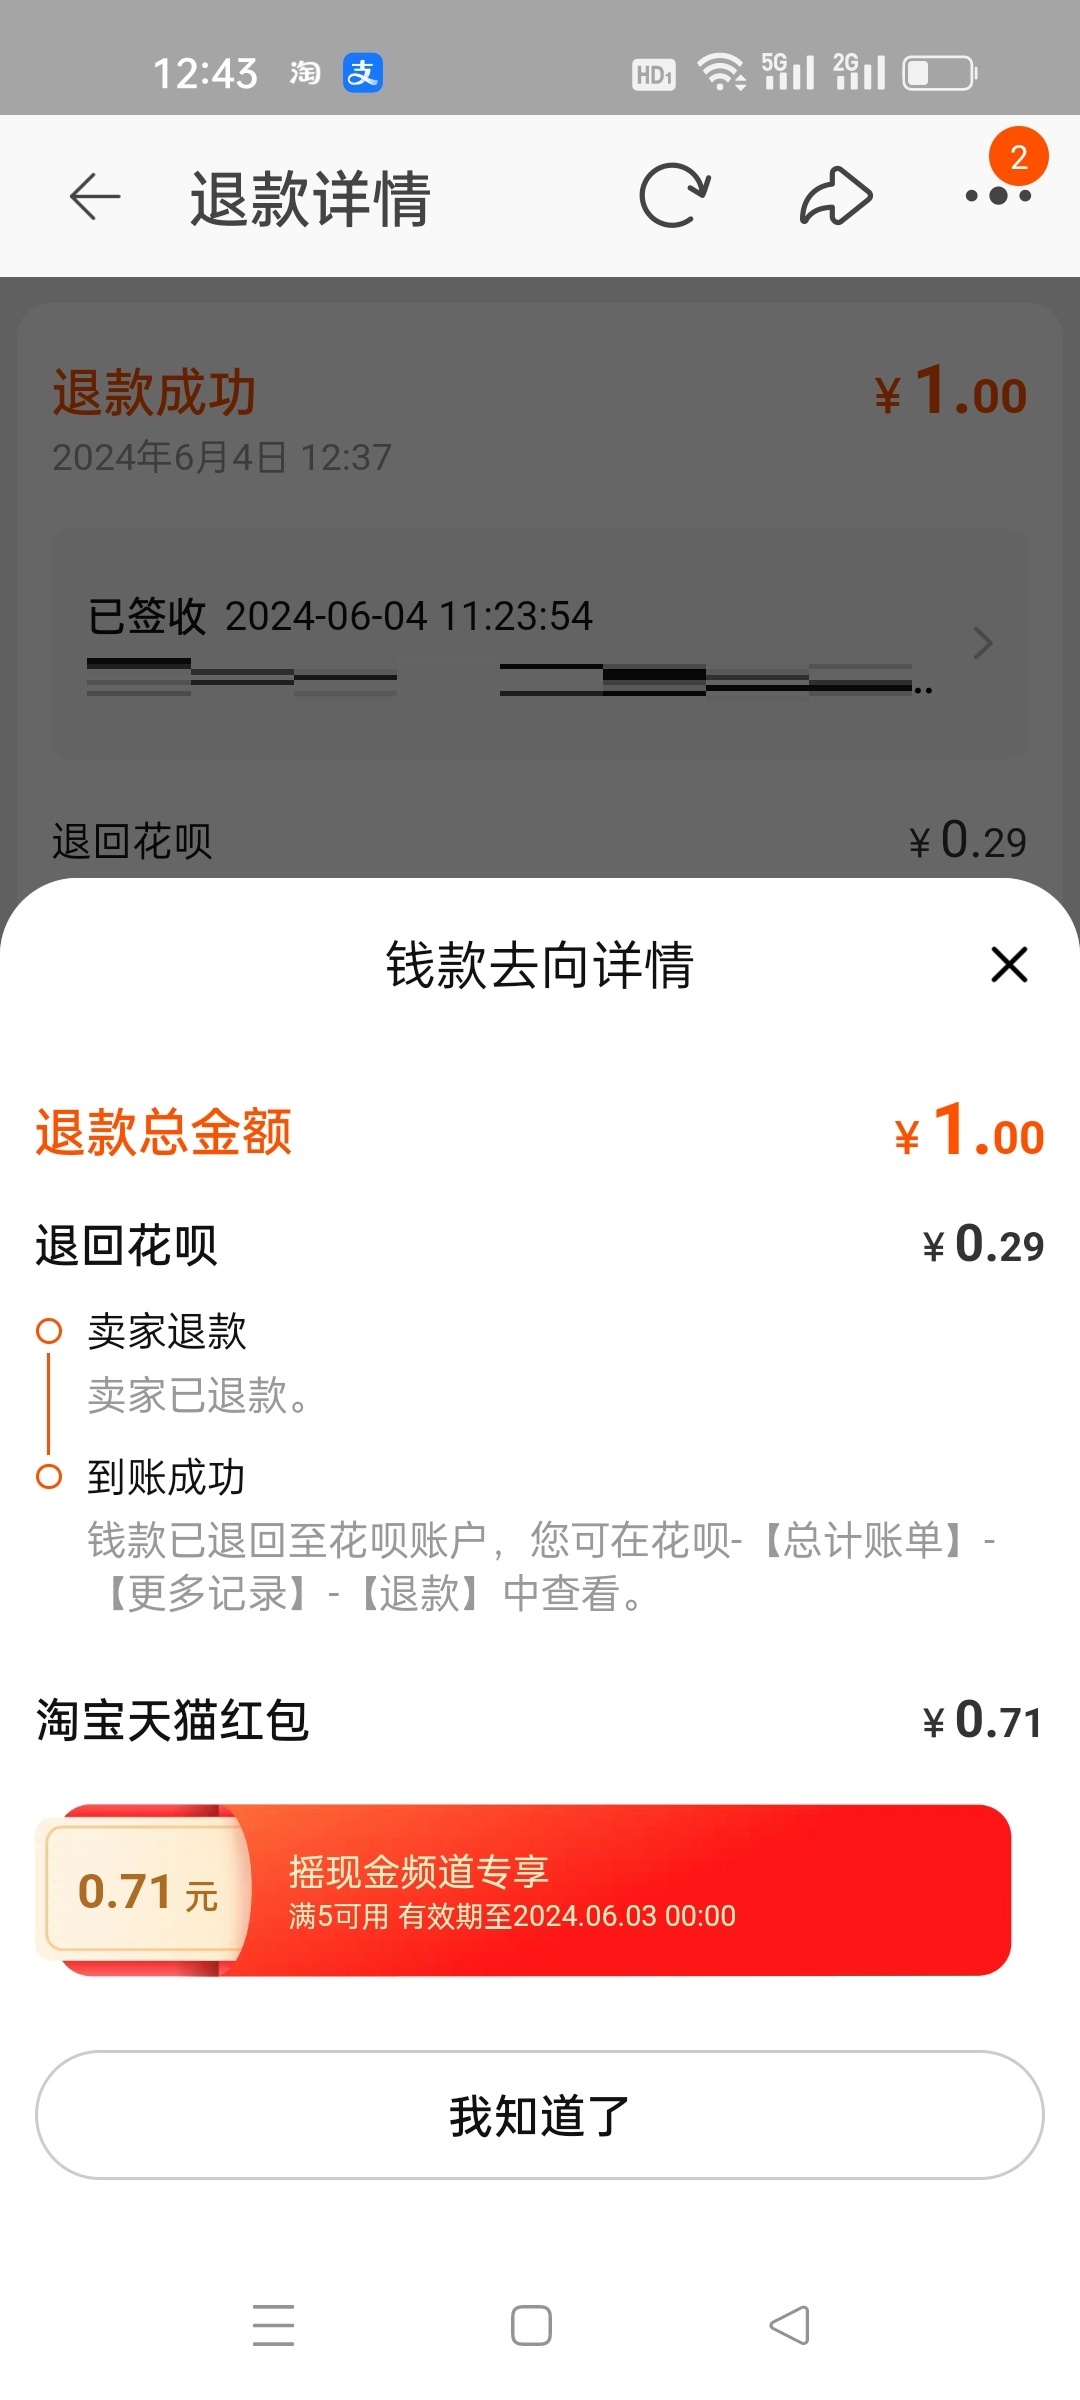 12:43 淘 支 HD1 5G 2G
退款详情
2
退款成功 ¥1.00
2024年6月4日 12:37
已签收 2024-06-04 11:23:54
..
退回花呗 ¥0.29
钱款去向详情
退款总金额 ¥1.00
退回花呗 ¥0.29
卖家退款
卖家已退款。
到账成功
钱款已退回至花呗账户，您可在花呗-【总计账单】-
【更多记录】-【退款】中查看。
淘宝天猫红包 ¥0.71
0.71 元
摇现金频道专享
满5可用 有效期至2024.06.03 00:00
我知道了